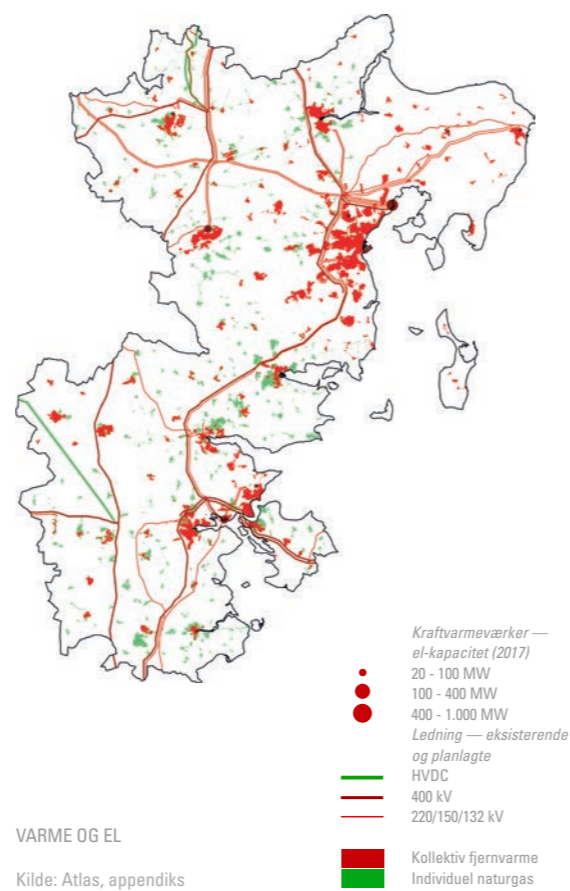 Kraftvarmeværker —
el-kapacitet (2017)
20 - 100 MW
100 - 400 MW
400 - 1.000 MW
Ledning — eksisterende
og planlagte
HVDC
400 kV
220/150/132 kV
VARME OG EL
Kollektiv fjernvarme
Kilde: Atlas, appendiks
Individuel naturgas